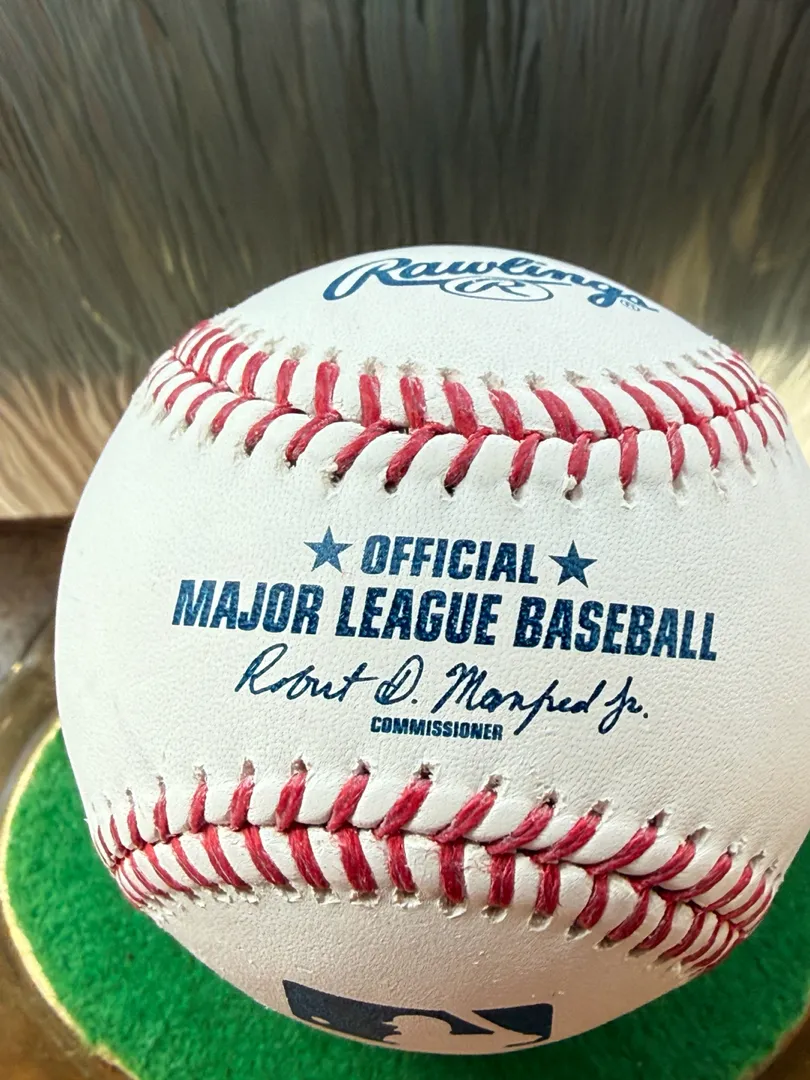 Rawlings
R
®
★ OFFICIAL ★
MAJOR LEAGUE BASEBALL
Robert D. Manfred Jr.
COMMISSIONER